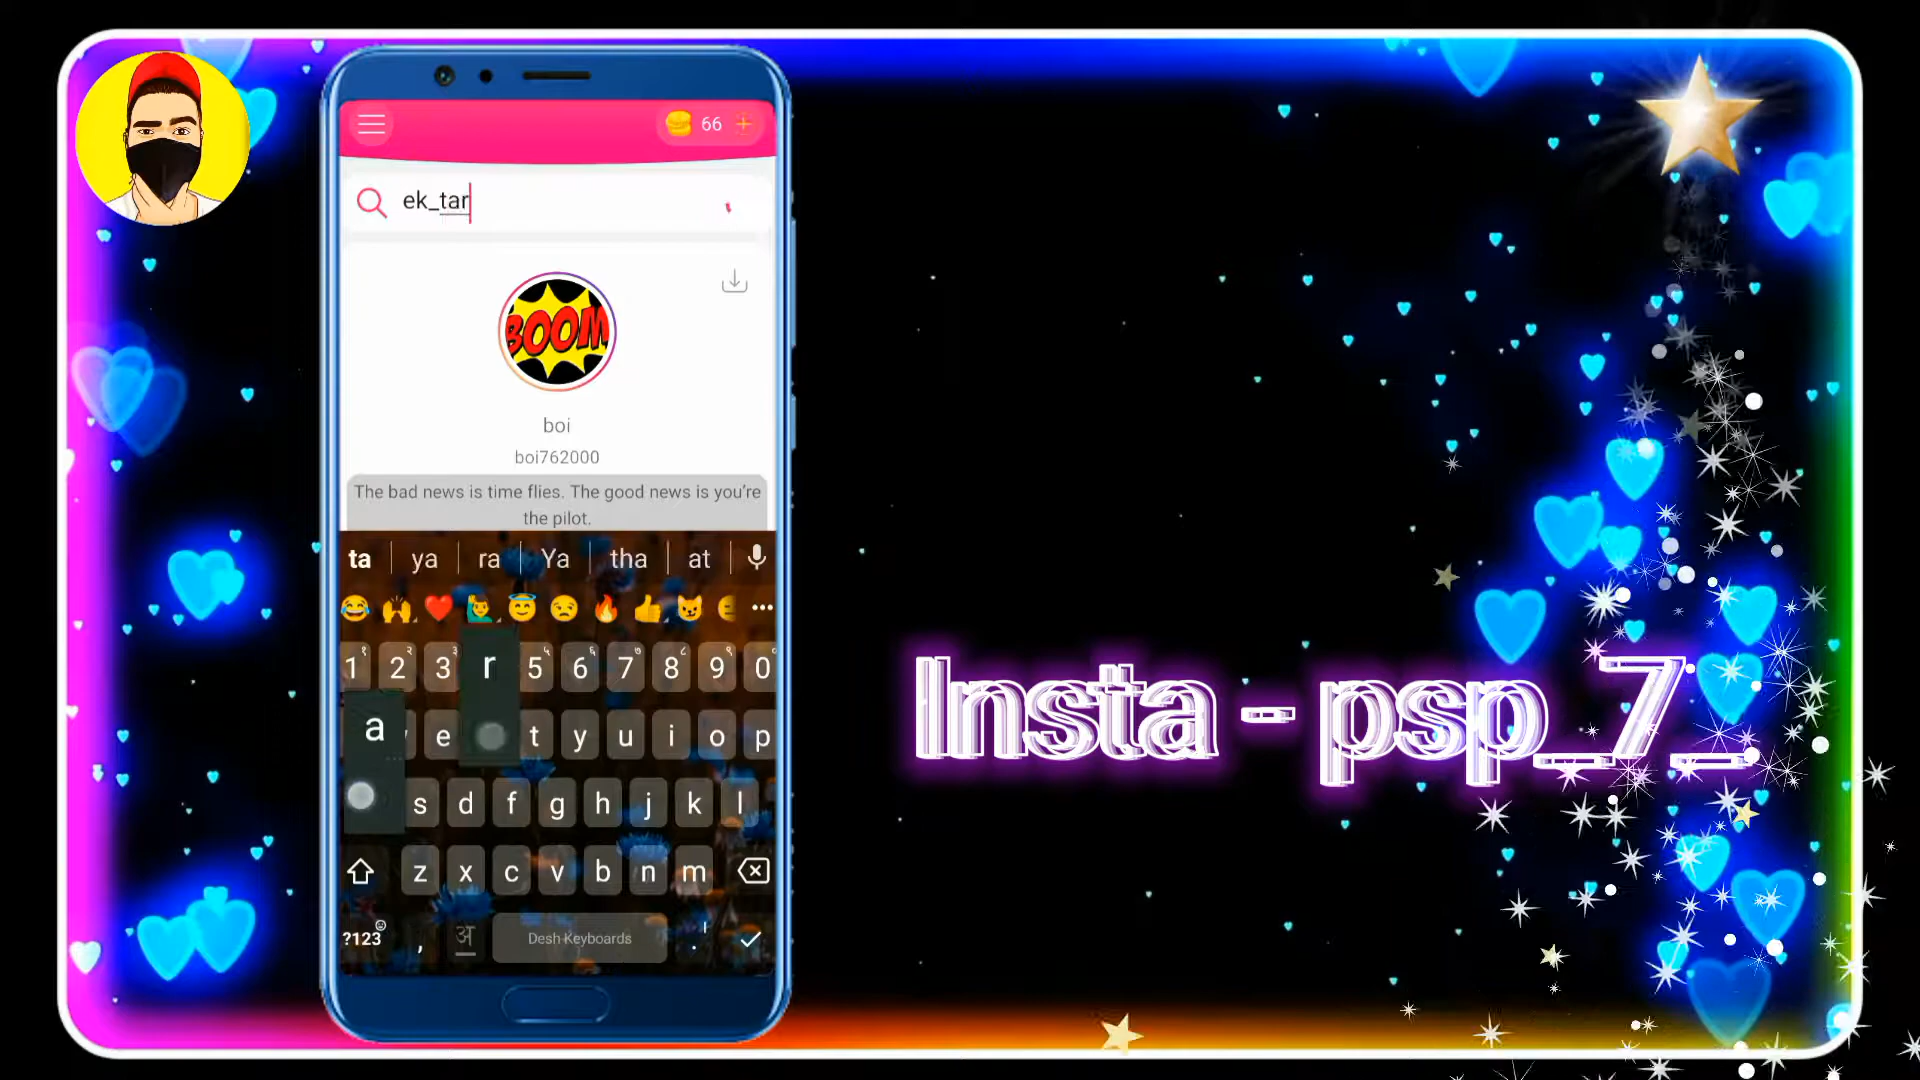 66 +
ek_tar
BOOM
boi
boi762000
The bad news is time flies. The good news is you're
the pilot.
ta ya ra Ya tha at
1 2 3 r 5 6 7 8 9 0
a e t y u i o p
s d f g h j k l
z x c v b n m
?123 , अ Desh Keyboards .
Insta - psp_7_